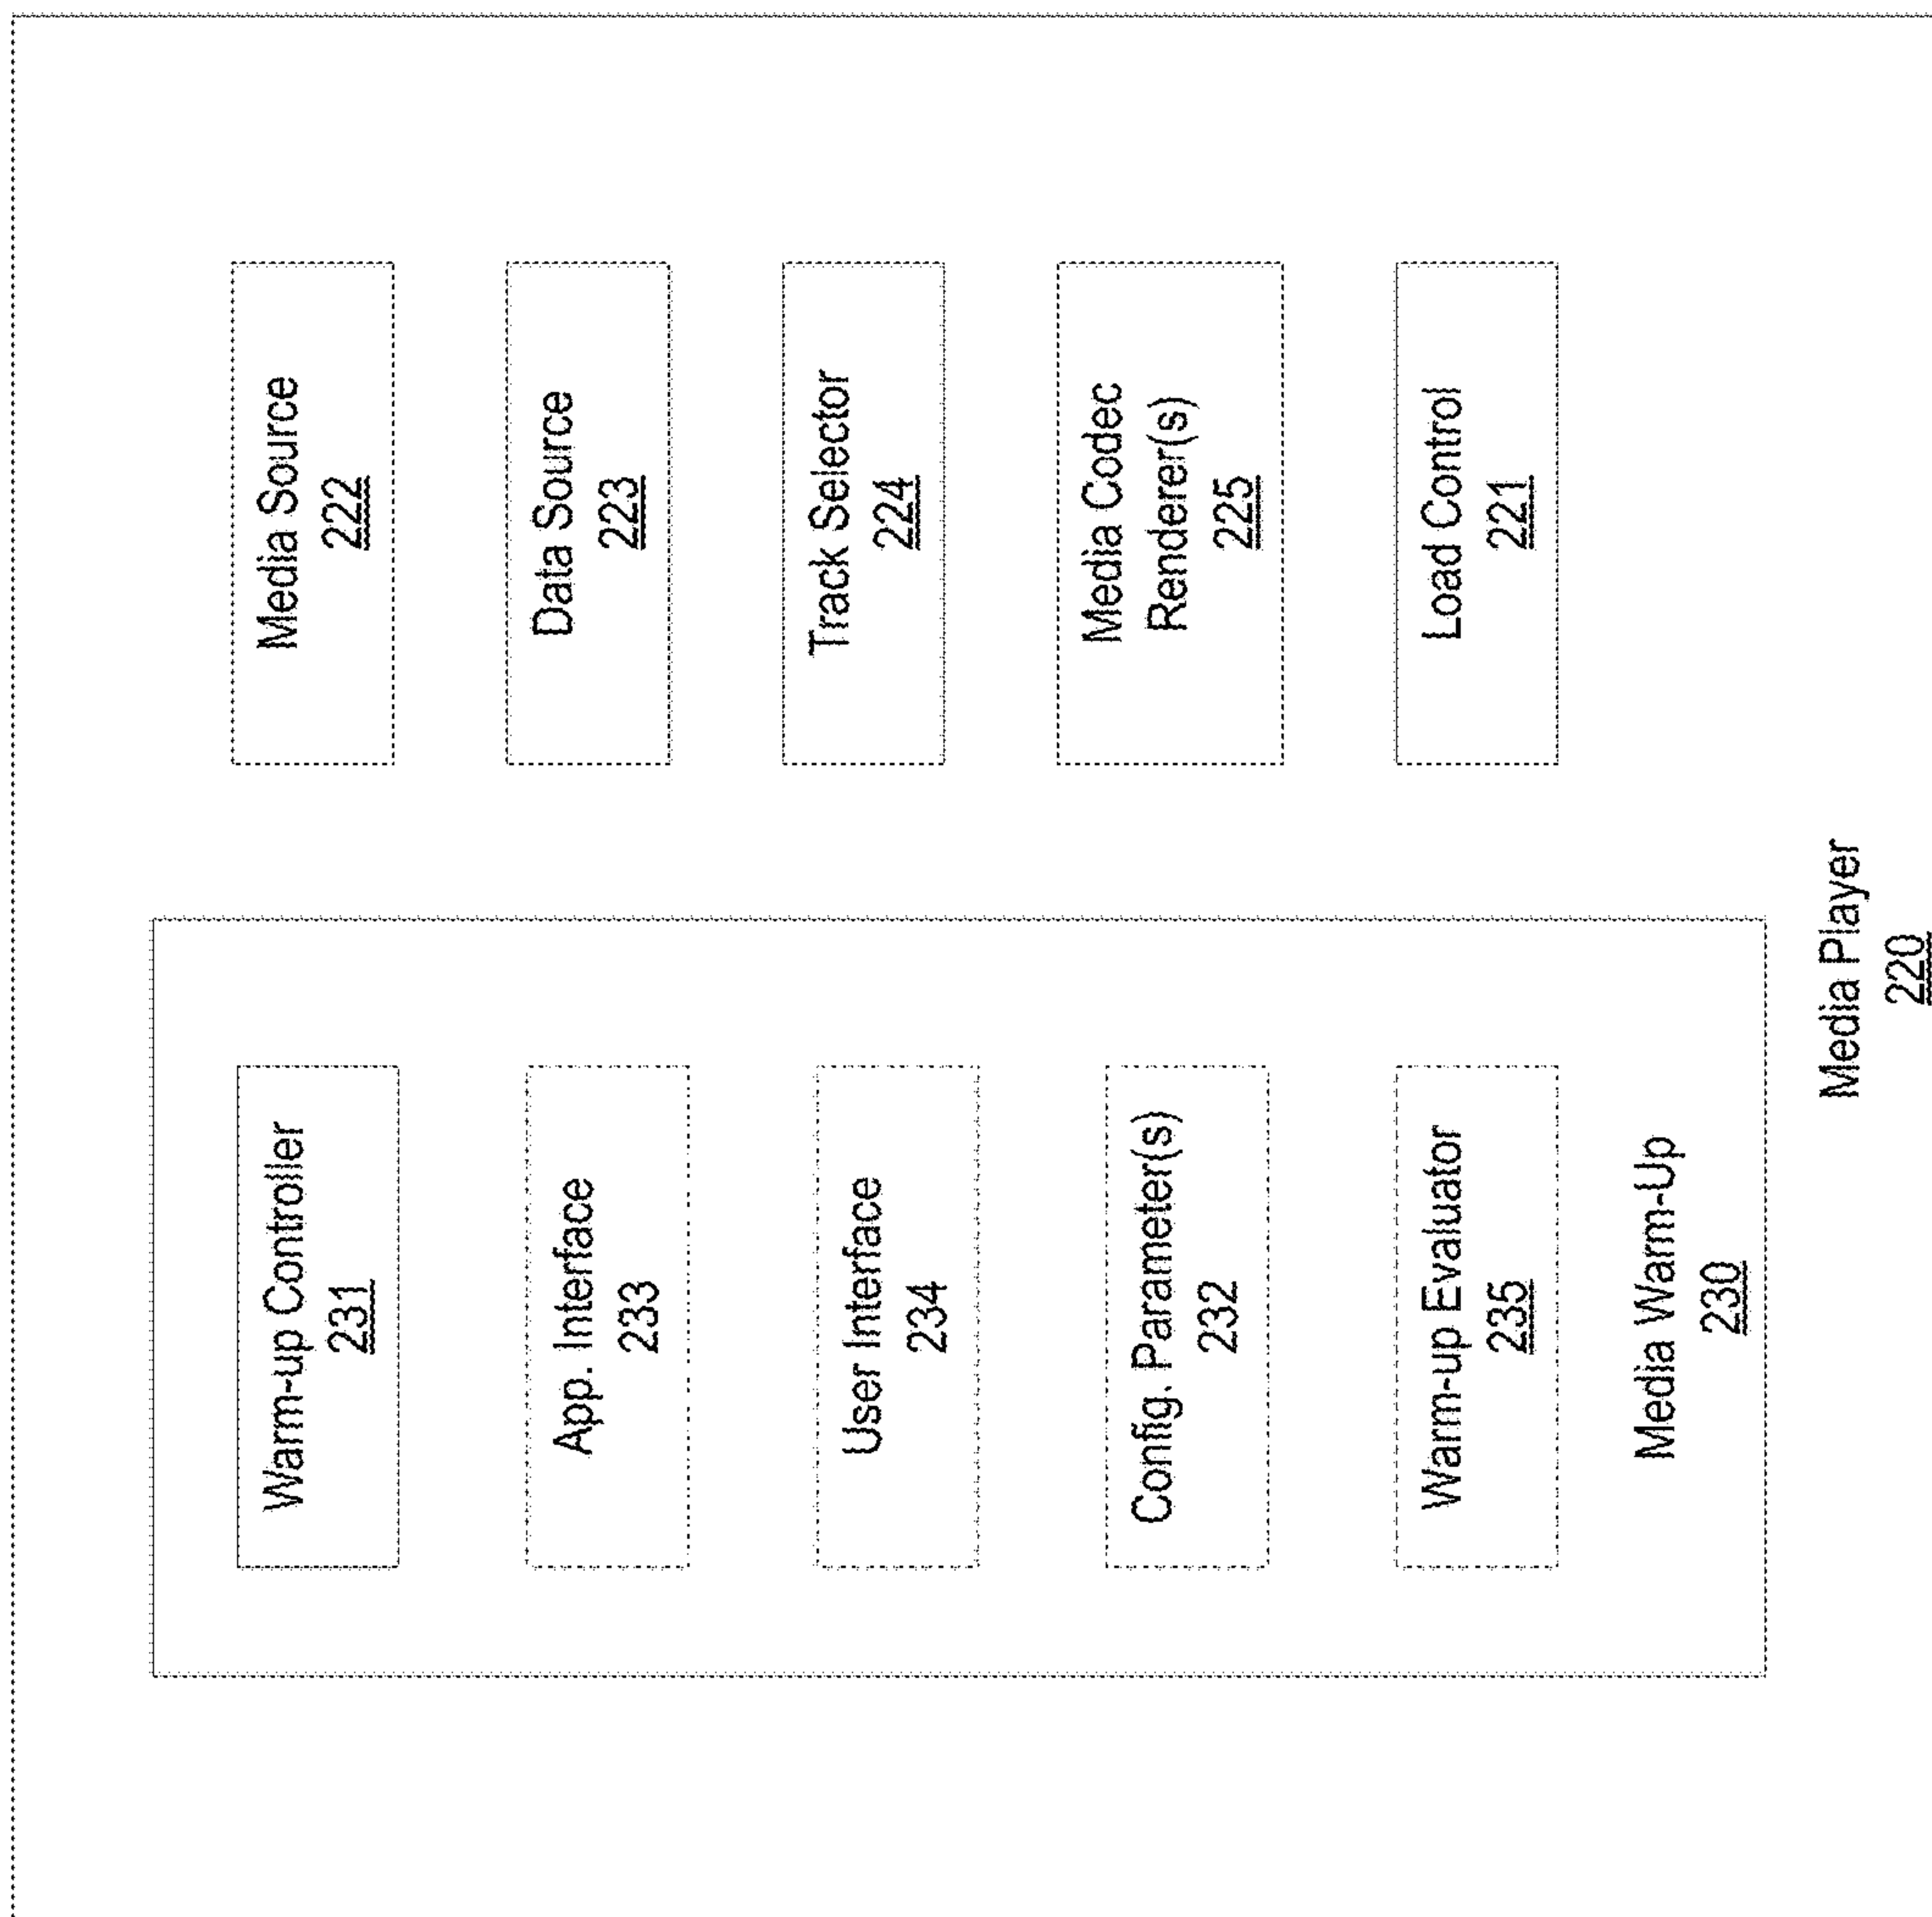 Warm-up Controller
231
App. Interface
233
User Interface
234
Config. Parameter(s)
232
Warm-up Evaluator
235
Media Warm-Up
230
Media Source
222
Data Source
223
Track Selector
224
Media Codec
Renderer(s)
225
Load Control
221
Media Player
220